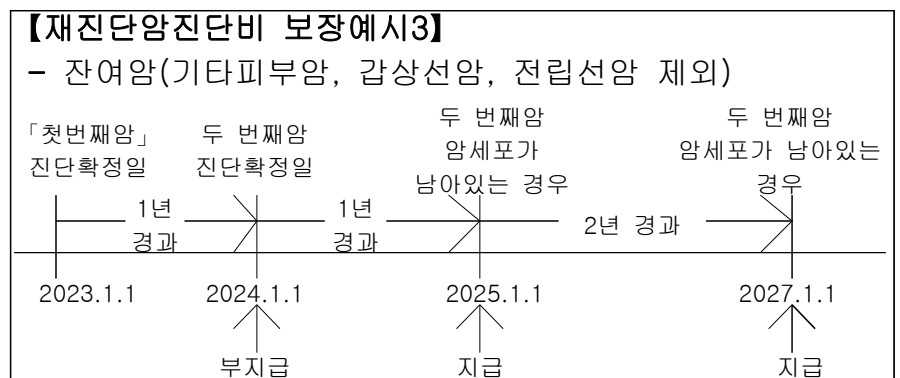 【재진단암진단비 보장예시3】
– 잔여암(기타피부암, 갑상선암, 전립선암 제외)
「첫번째암」
진단확정일
두 번째암
진단확정일
두 번째암
암세포가
남아있는 경우
두 번째암
암세포가 남아있는
경우
1년
경과
1년
경과
2년 경과
2023.1.1
2024.1.1
2025.1.1
2027.1.1
부지급
지급
지급